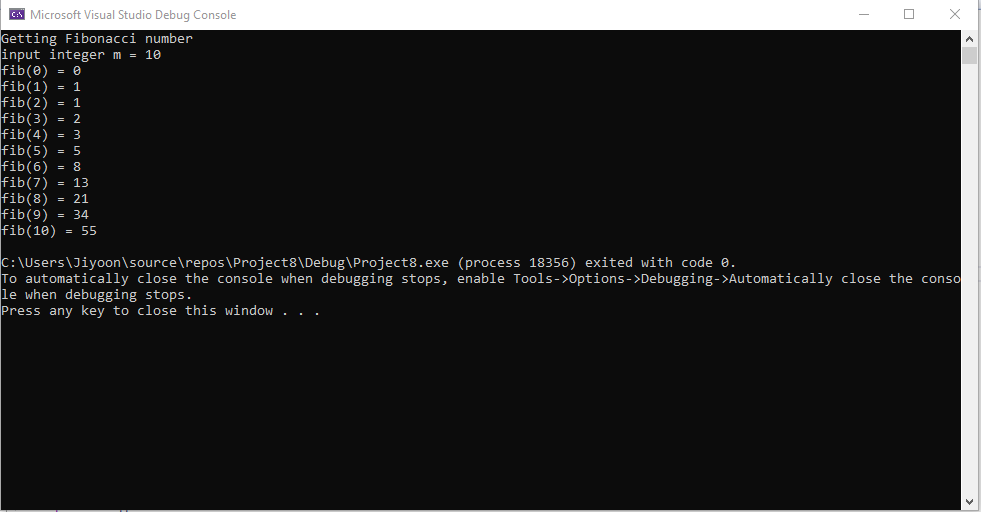 Microsoft Visual Studio Debug Console
Getting Fibonacci number
input integer m = 10
fib(0) = 0
fib(1) = 1
fib(2) = 1
fib(3) = 2
fib(4) = 3
fib(5) = 5
fib(6) = 8
fib(7) = 13
fib(8) = 21
fib(9) = 34
fib(10) = 55
C:\Users\Jiyoon\source\repos\Project8\Debug\Project8.exe (process 18356) exited with code 0.
To automatically close the console when debugging stops, enable Tools->Options->Debugging->Automatically close the conso
le when debugging stops.
Press any key to close this window . . .